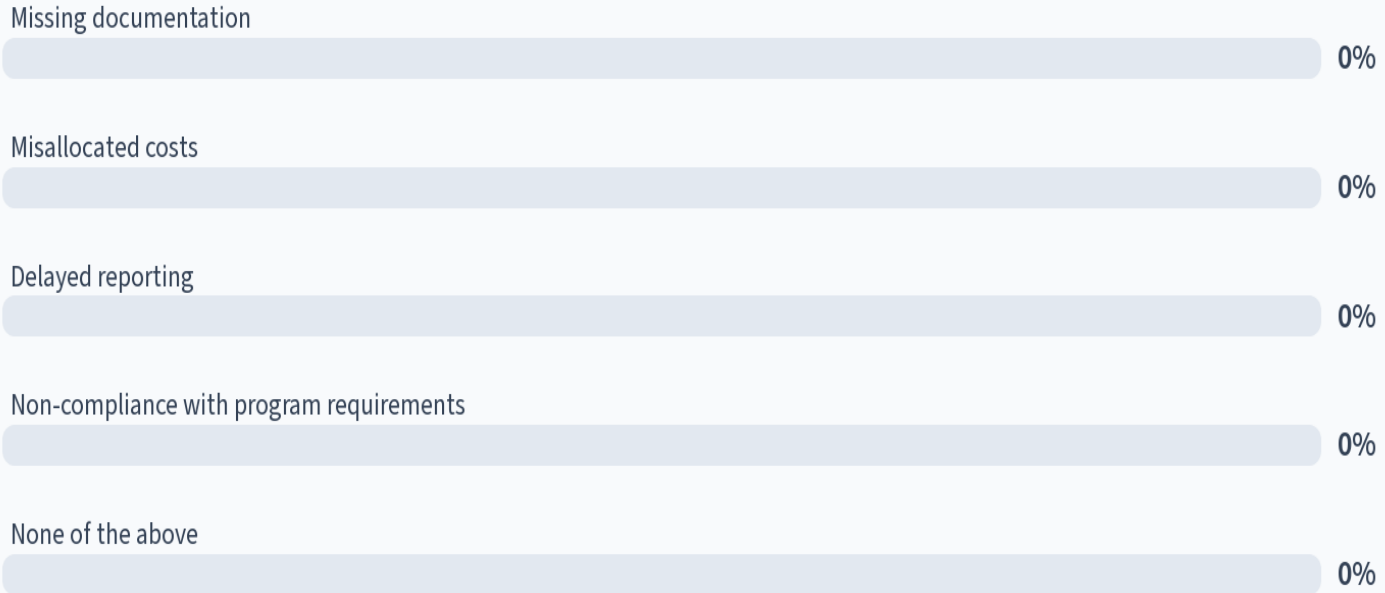 Missing documentation
0%
Misallocated costs
0%
Delayed reporting
0%
Non-compliance with program requirements
0%
None of the above
0%